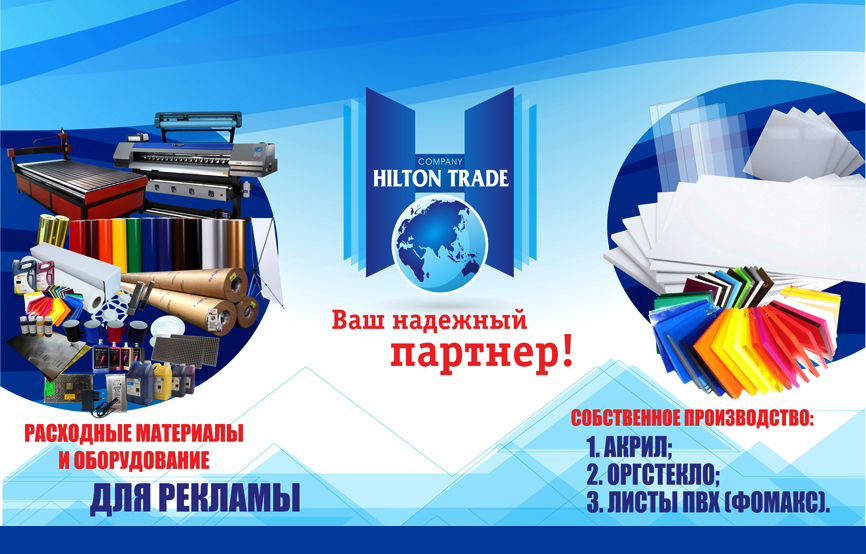 COMPANY
HILTON TRADE
Ваш надежный
партнер!
РАСХОДНЫЕ МАТЕРИАЛЫ
И ОБОРУДОВАНИЕ
ДЛЯ РЕКЛАМЫ
СОБСТВЕННОЕ ПРОИЗВОДСТВО:
1. АКРИЛ;
2. ОРГСТЕКЛО;
3. ЛИСТЫ ПВХ (ФОМАКС).